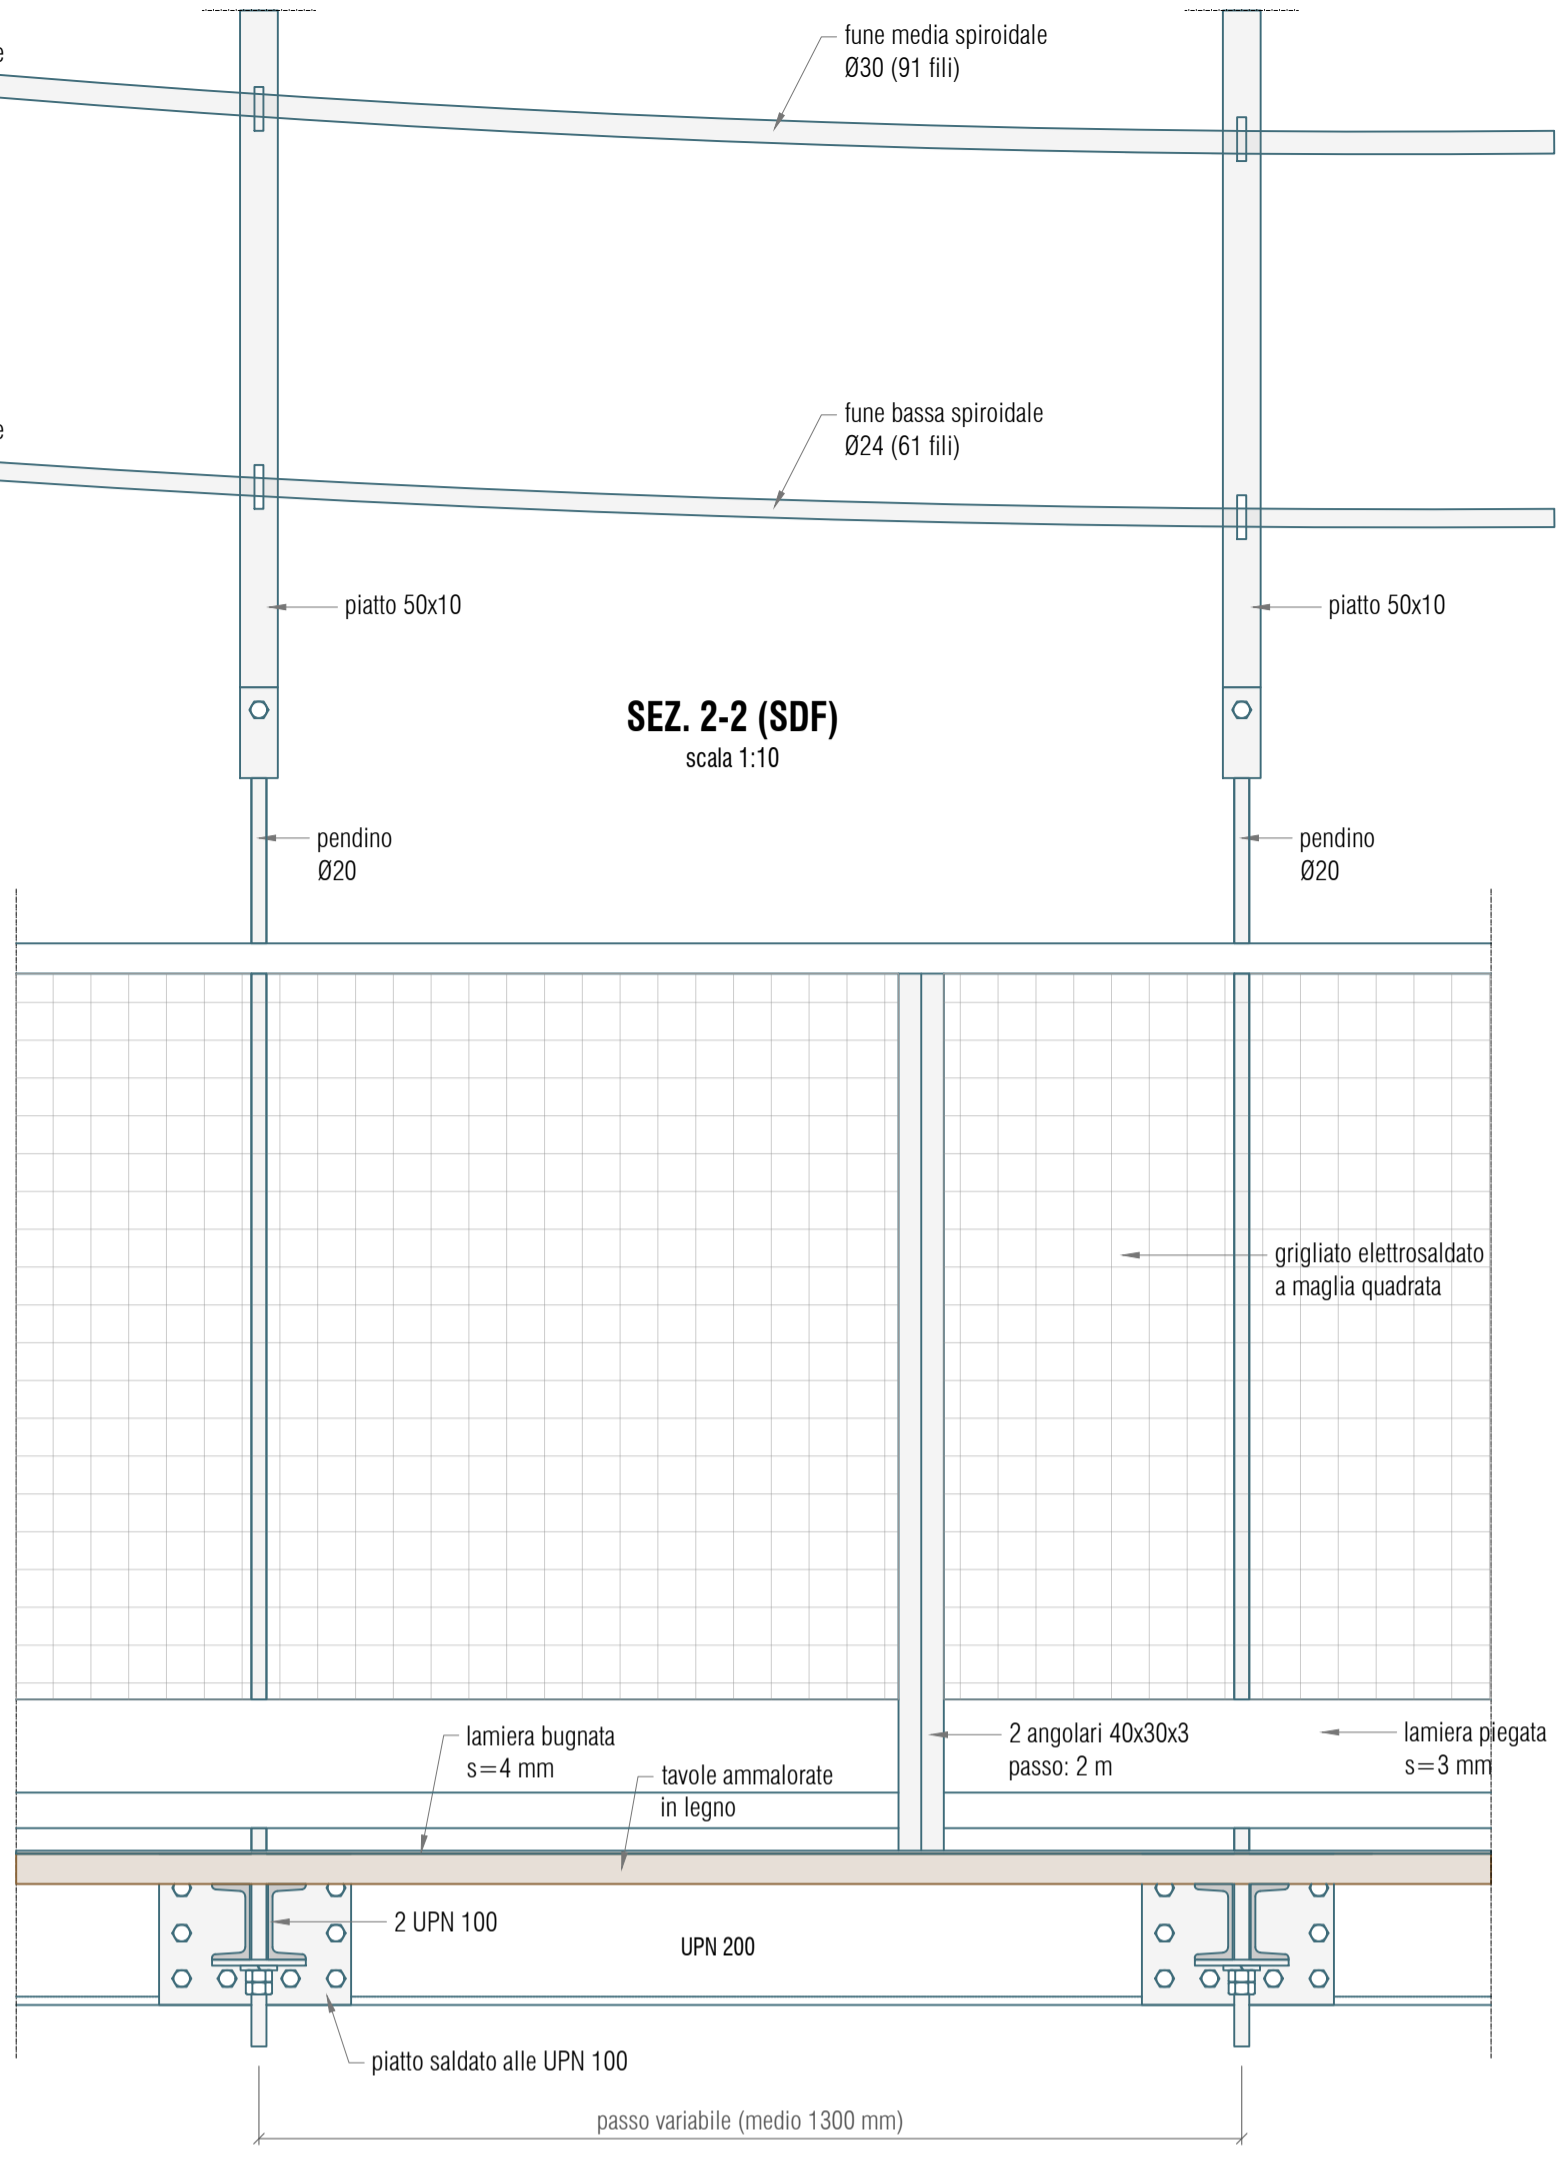 e
fune media spiroidale
Ø30 (91 fili)
e
fune bassa spiroidale
Ø24 (61 fili)
piatto 50x10
piatto 50x10
SEZ. 2-2 (SDF)
scala 1:10
pendino
Ø20
pendino
Ø20
grigliato elettrosaldato
a maglia quadrata
lamiera bugnata
s=4 mm
tavole ammalorate
in legno
2 angolari 40x30x3
passo: 2 m
lamiera piegata
s=3 mm
2 UPN 100
UPN 200
piatto saldato alle UPN 100
passo variabile (medio 1300 mm)